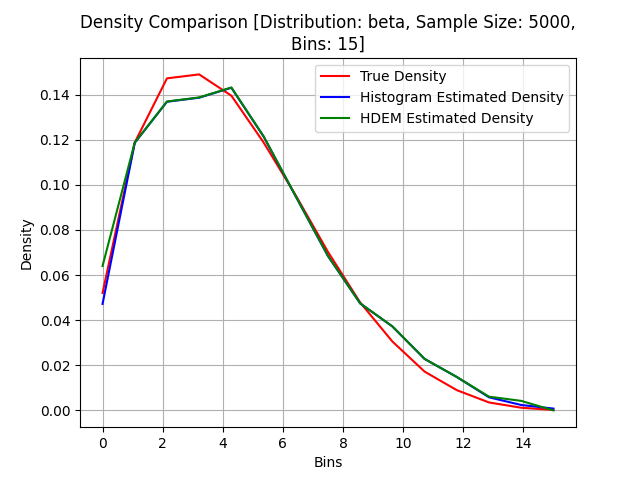 Density Comparison [Distribution: beta, Sample Size: 5000,
Bins: 15]
True Density
Histogram Estimated Density
HDEM Estimated Density
Density
0.14
0.12
0.10
0.08
0.06
0.04
0.02
0.00
0 2 4 6 8 10 12 14
Bins